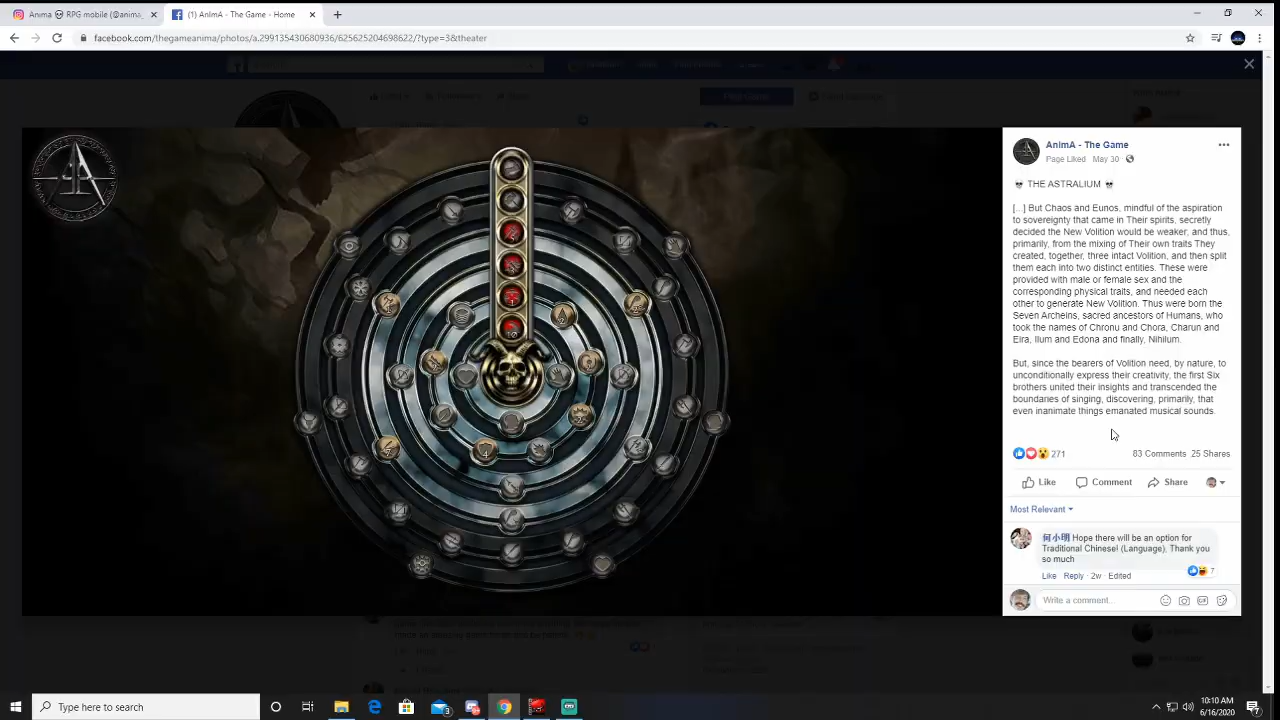 Anima 💀 RPG mobile (@anima_
(1) AnImA - The Game - Home
facebook.com/thegameanima/photos/a.299135430680936/625625204698622/?type=3&theater
AnimA - The Game
Page Liked May 30
💀 THE ASTRALIUM 💀
[...] But Chaos and Eunos, mindful of the aspiration
to sovereignty that came in Their spirits, secretly
decided the New Volition would be weaker, and thus,
primarily, from the mixing of Their own traits They
created, together, three intact Volition, and then split
them each into two distinct entities. These were
provided with male or female sex and the
corresponding physical traits, and needed each
other to generate New Volition. Thus were born the
Seven Archeins, sacred ancestors of Humans, who
took the names of Chronu and Chora, Charun and
Eira, Ilum and Edona and finally, Nihilum.
But, since the bearers of Volition need, by nature, to
unconditionally express their creativity, the first Six
brothers united their insights and transcended the
boundaries of singing, discovering, primarily, that
even inanimate things emanated musical sounds.
271
83 Comments 25 Shares
Like Comment Share
Most Relevant
何小明 Hope there will be an option for
Traditional Chinese! (Language), Thank you
so much
7
Like · Reply · 2w · Edited
Write a comment...
Type here to search
10:10 AM
6/16/2020